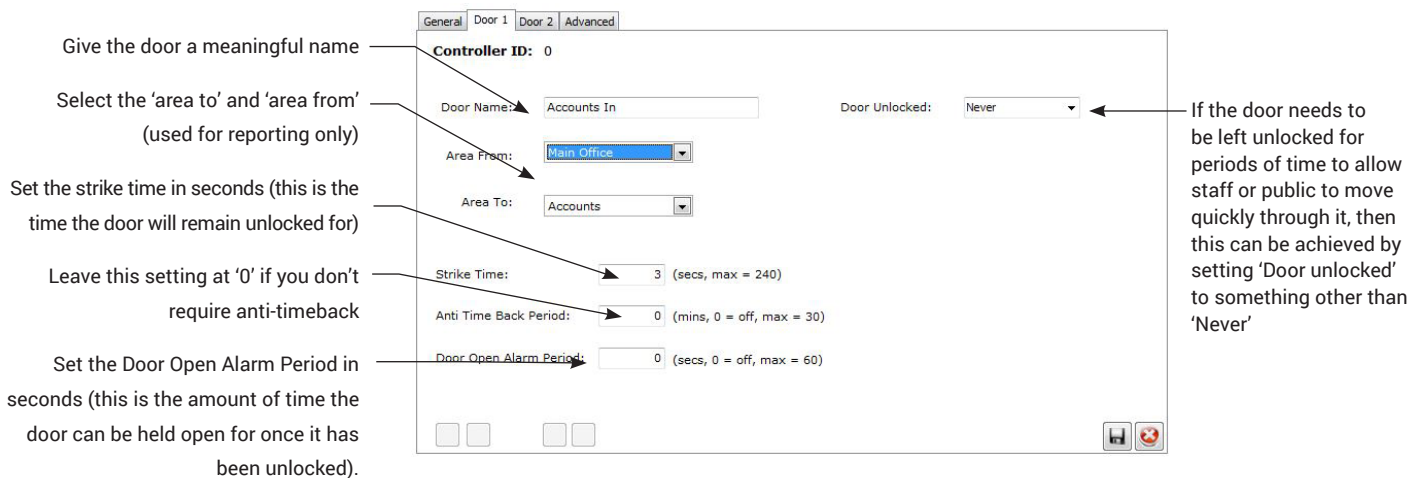 General
Door 1
Door 2
Advanced
Give the door a meaningful name
Controller ID: 0
Select the ‘area to’ and ‘area from’
(used for reporting only)
Door Name:
Accounts In
Door Unlocked:
Never
Area From:
Main Office
Area To:
Accounts
Set the strike time in seconds (this is the
time the door will remain unlocked for)
Strike Time:
3 (secs, max = 240)
Leave this setting at ‘0’ if you don’t
require anti-timeback
Anti Time Back Period:
0 (mins, 0 = off, max = 30)
Door Open Alarm Period:
0 (secs, 0 = off, max = 60)
Set the Door Open Alarm Period in
seconds (this is the amount of time the
door can be held open for once it has
been unlocked).
If the door needs to
be left unlocked for
periods of time to allow
staff or public to move
quickly through it, then
this can be achieved by
setting ‘Door unlocked’
to something other than
‘Never’